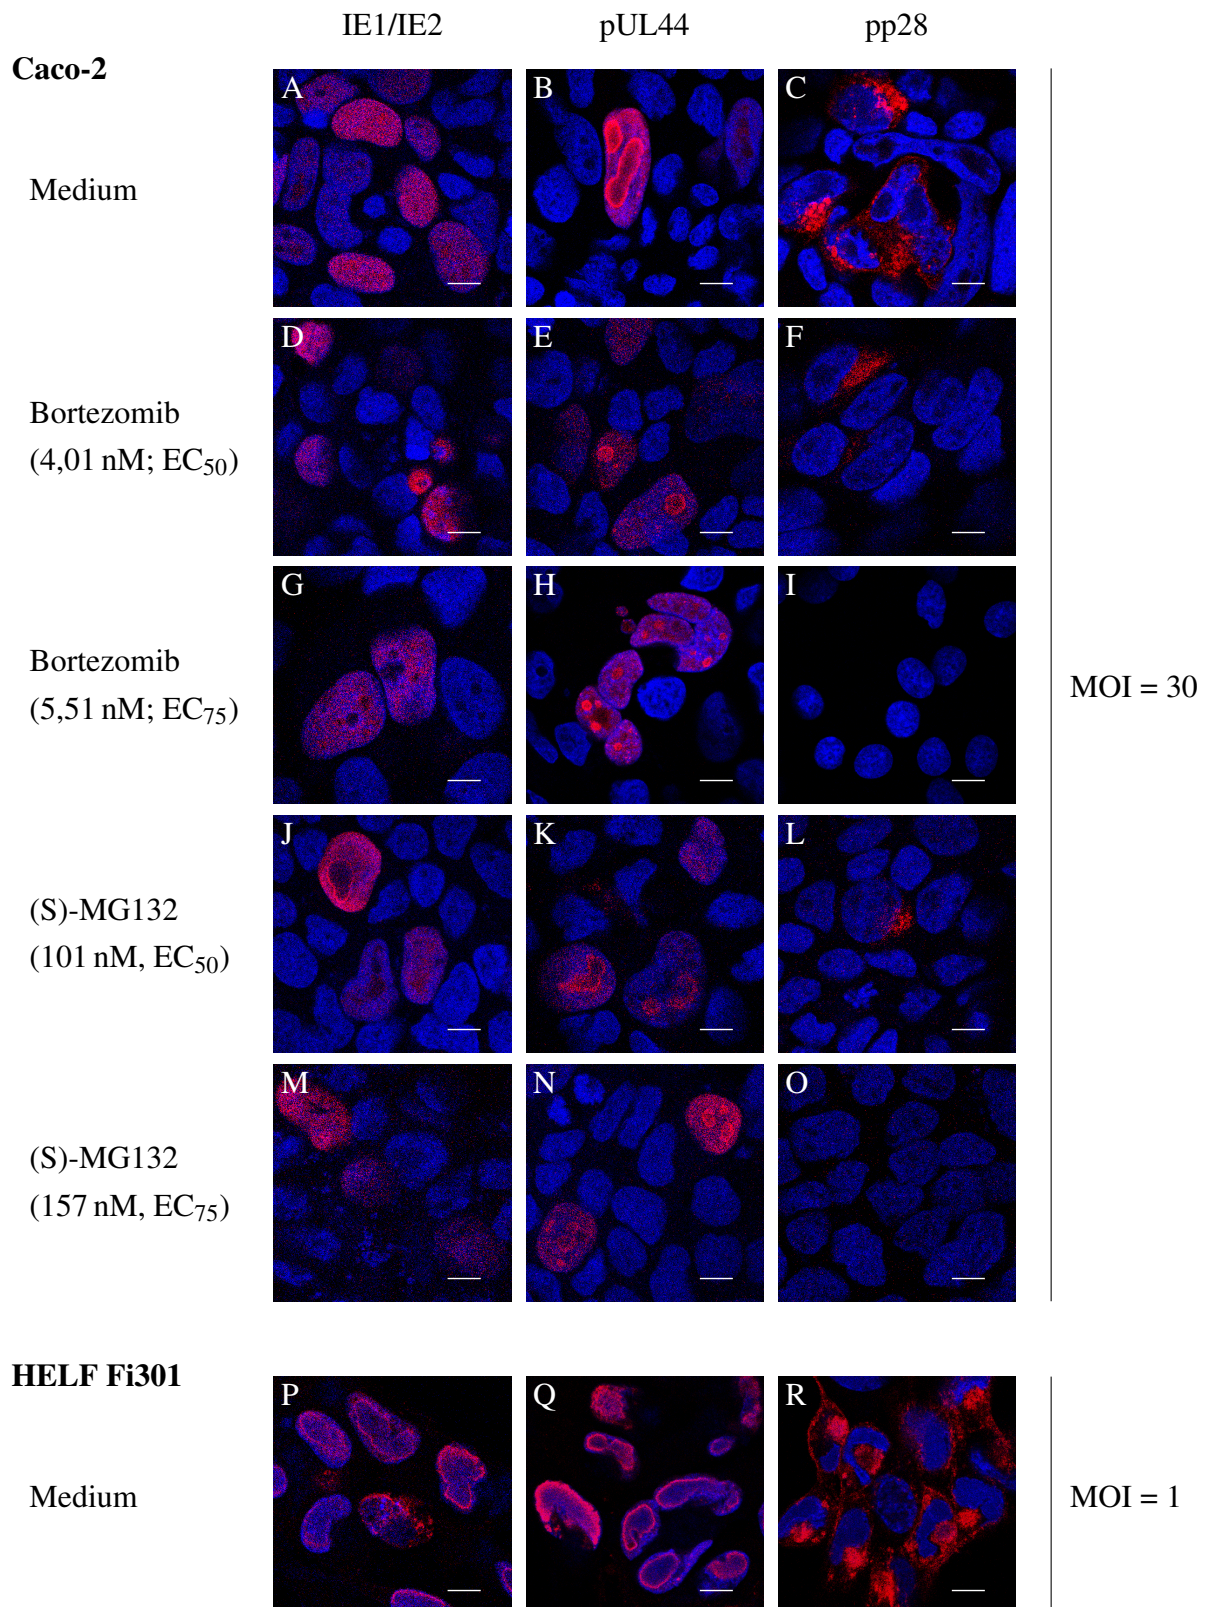 IE1/IE2 pUL44 pp28
Caco-2
A B C
Medium
D E F
Bortezomib
(4,01 nM; EC50)
G H I
Bortezomib
(5,51 nM; EC75)
MOI = 30
J K L
(S)-MG132
(101 nM, EC50)
M N O
(S)-MG132
(157 nM, EC75)
HELF Fi301
P Q R
Medium
MOI = 1